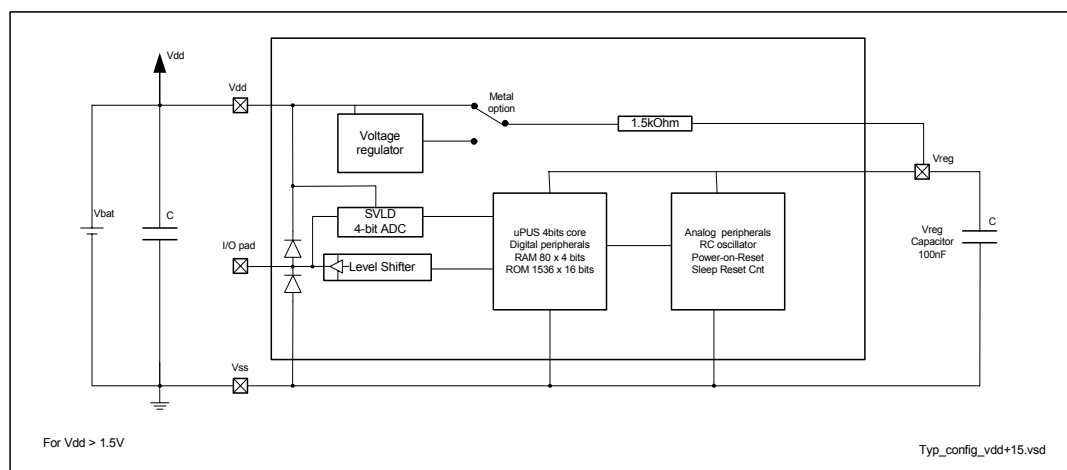 Vdd
Vdd
Metal
option
Voltage
regulator
1.5kOhm
Vreg
Vbat
C
SVLD
4-bit ADC
I/O pad
Level Shifter
uPUS 4bits core
Digital peripherals
RAM 80 x 4 bits
ROM 1536 x 16 bits
Analog peripherals
RC oscillator
Power-on-Reset
Sleep Reset Cnt
C
Vreg
Capacitor
100nF
Vss
For Vdd > 1.5V
Typ_config_vdd+15.vsd